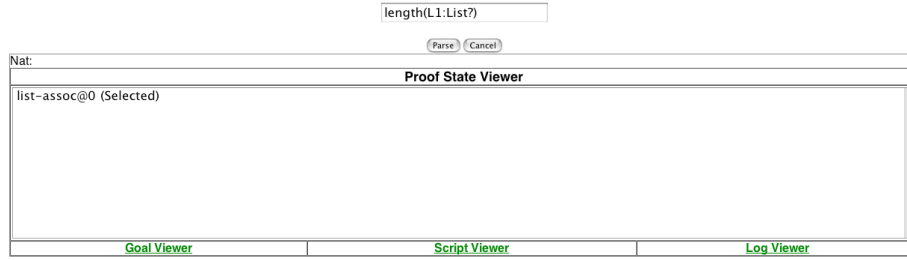 length(L1:List?)
Parse Cancel
Nat:
Proof State Viewer
list-assoc@0 (Selected)
Goal Viewer Script Viewer Log Viewer